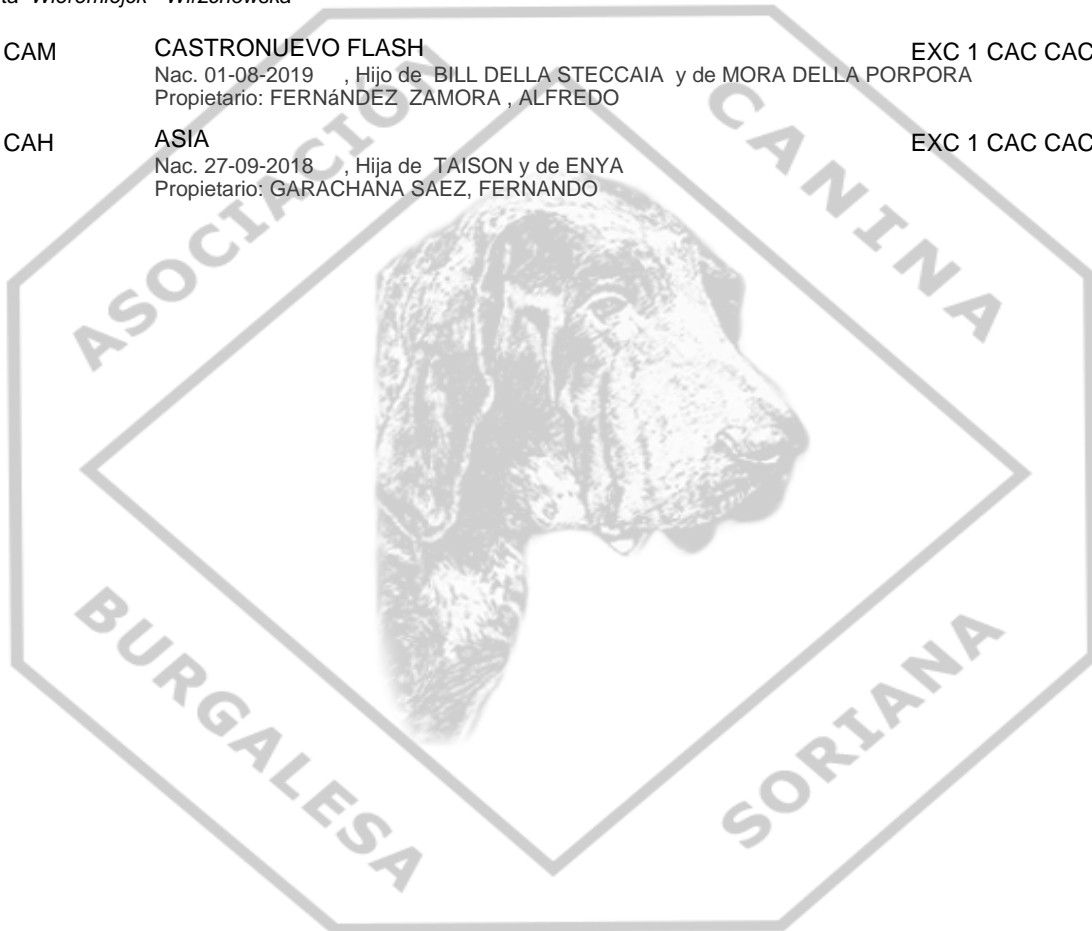 CAM CASTRONUEVO FLASH EXC 1 CAC CAC
Nac. 01-08-2019 , Hijo de BILL DELLA STECCAIA y de MORA DELLA PORPORA
Propietario: FERNáNDEZ ZAMORA , ALFREDO
CAH ASIA EXC 1 CAC CAC
Nac. 27-09-2018 , Hija de TAISON y de ENYA
Propietario: GARACHANA SAEZ, FERNANDO
ASOCIACIÓN
CANINA
BURGALESA
SORIANA